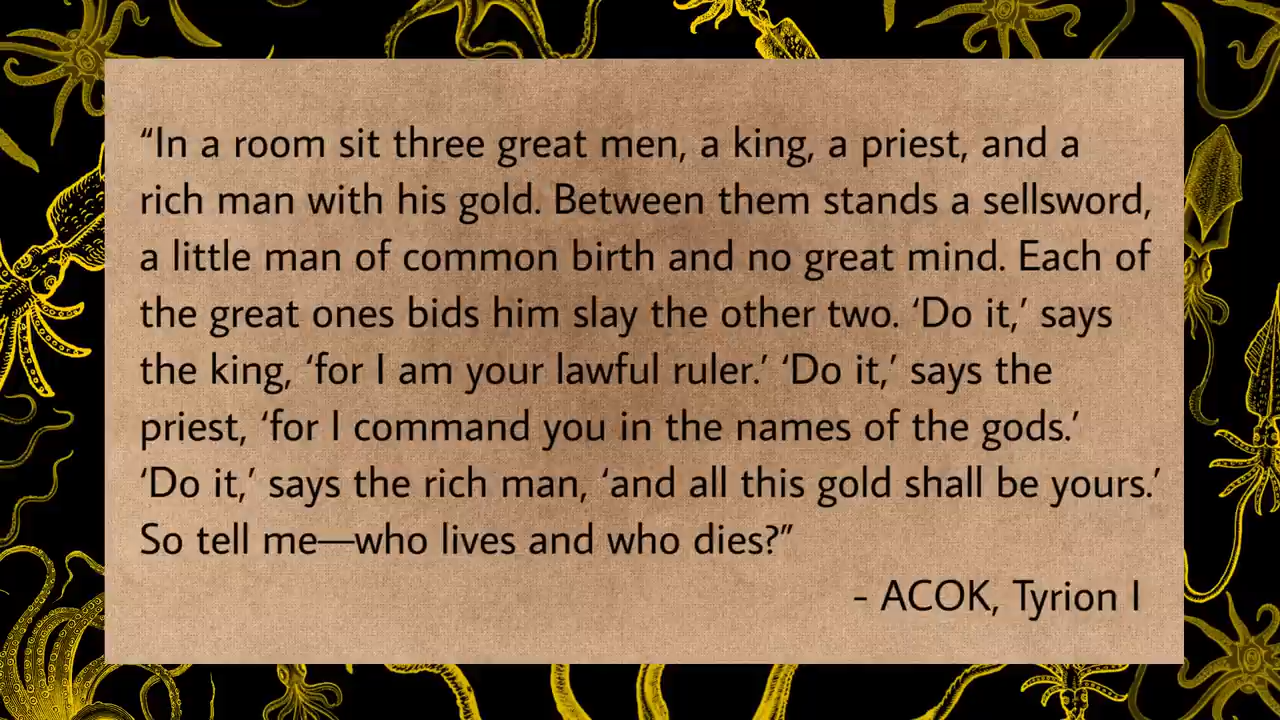 “In a room sit three great men, a king, a priest, and a
rich man with his gold. Between them stands a sellsword,
a little man of common birth and no great mind. Each of
the great ones bids him slay the other two. ‘Do it,’ says
the king, ‘for I am your lawful ruler.’ ‘Do it,’ says the
priest, ‘for I command you in the names of the gods.’
‘Do it,’ says the rich man, ‘and all this gold shall be yours.’
So tell me—who lives and who dies?”
- ACOK, Tyrion I